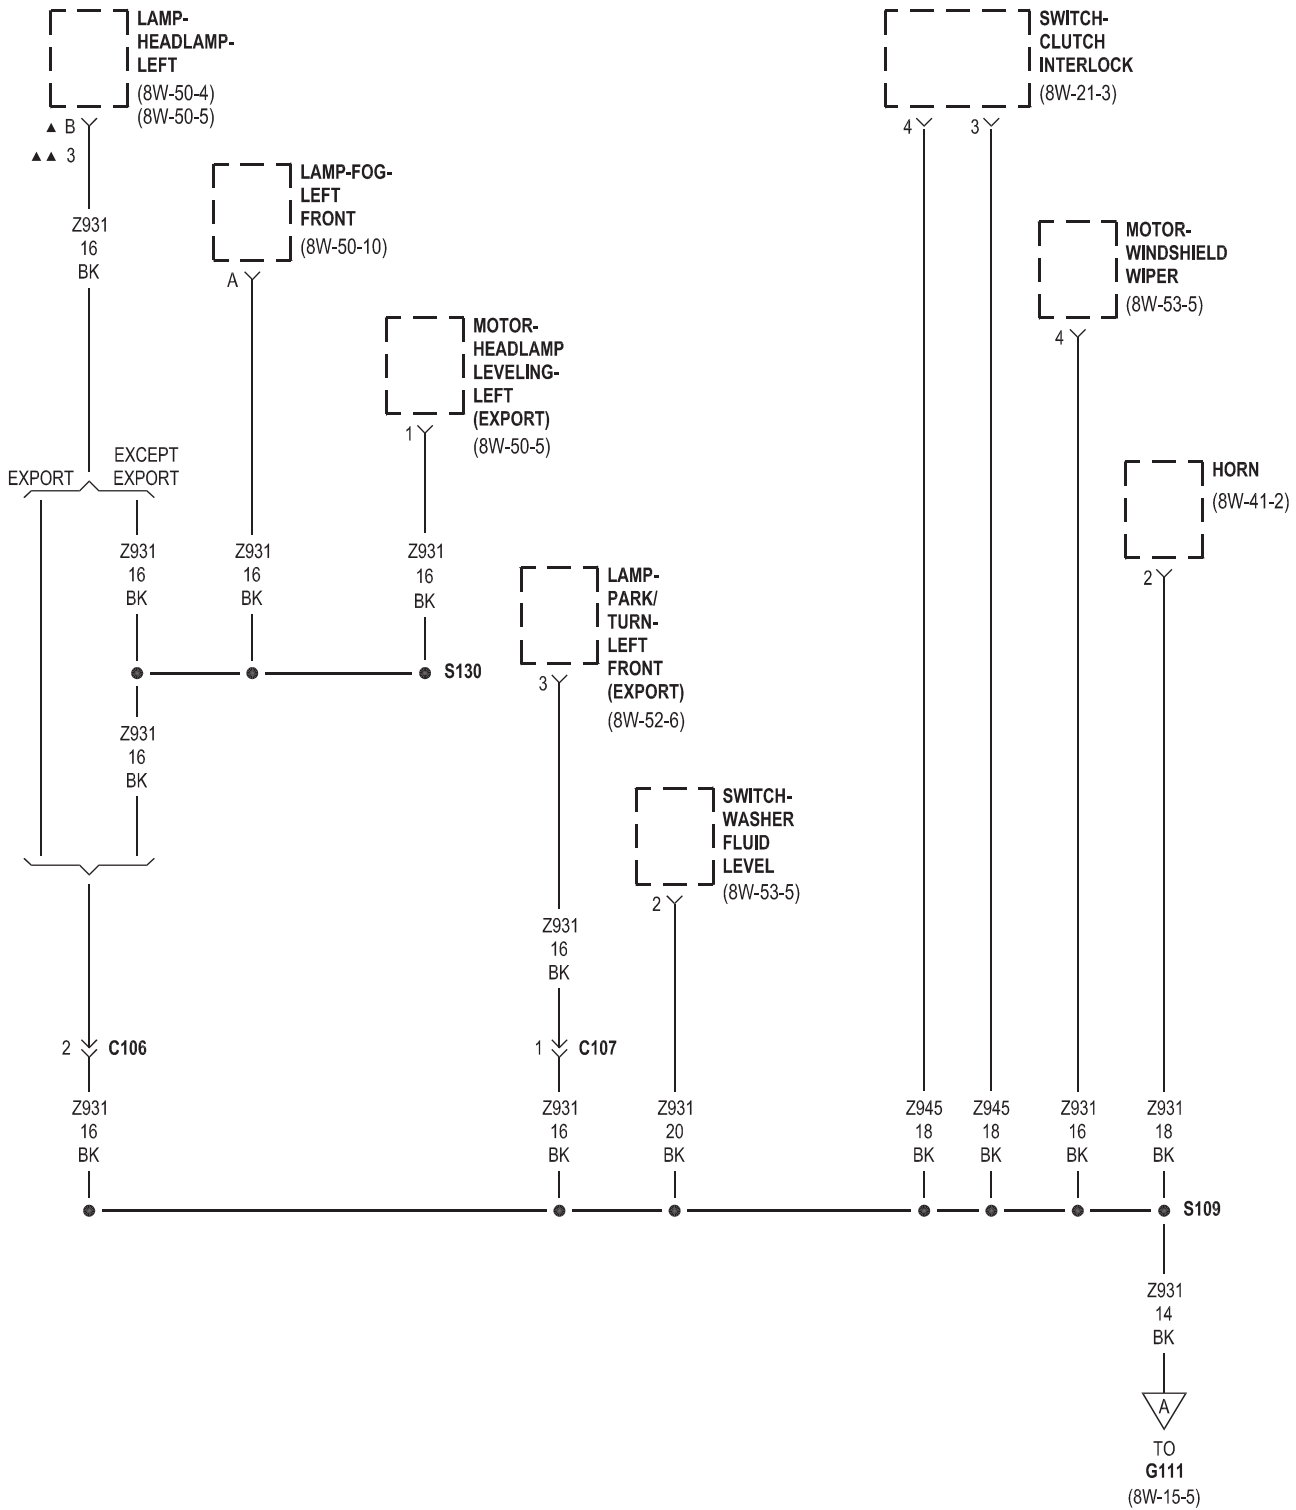 LAMP-
HEADLAMP-
LEFT
(8W-50-4)
(8W-50-5)
▲ B
▲▲ 3
Z931
16
BK
LAMP-FOG-
LEFT
FRONT
(8W-50-10)
A
MOTOR-
HEADLAMP
LEVELING-
LEFT
(EXPORT)
(8W-50-5)
1
EXPORT
EXCEPT
EXPORT
Z931
16
BK
Z931
16
BK
Z931
16
BK
S130
Z931
16
BK
LAMP-
PARK/
TURN-
LEFT
FRONT
(EXPORT)
(8W-52-6)
3
Z931
16
BK
SWITCH-
WASHER
FLUID
LEVEL
(8W-53-5)
2
SWITCH-
CLUTCH
INTERLOCK
(8W-21-3)
4
3
MOTOR-
WINDSHIELD
WIPER
(8W-53-5)
4
HORN
(8W-41-2)
2
2
C106
1
C107
Z931
16
BK
Z931
16
BK
Z931
20
BK
Z945
18
BK
Z945
18
BK
Z931
16
BK
Z931
18
BK
S109
Z931
14
BK
A
TO
G111
(8W-15-5)